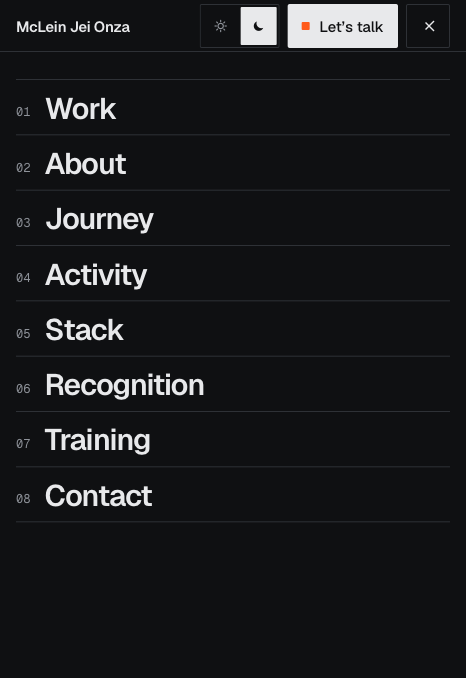 McLein Jei Onza
Let's talk
01 Work
02 About
03 Journey
04 Activity
05 Stack
06 Recognition
07 Training
08 Contact